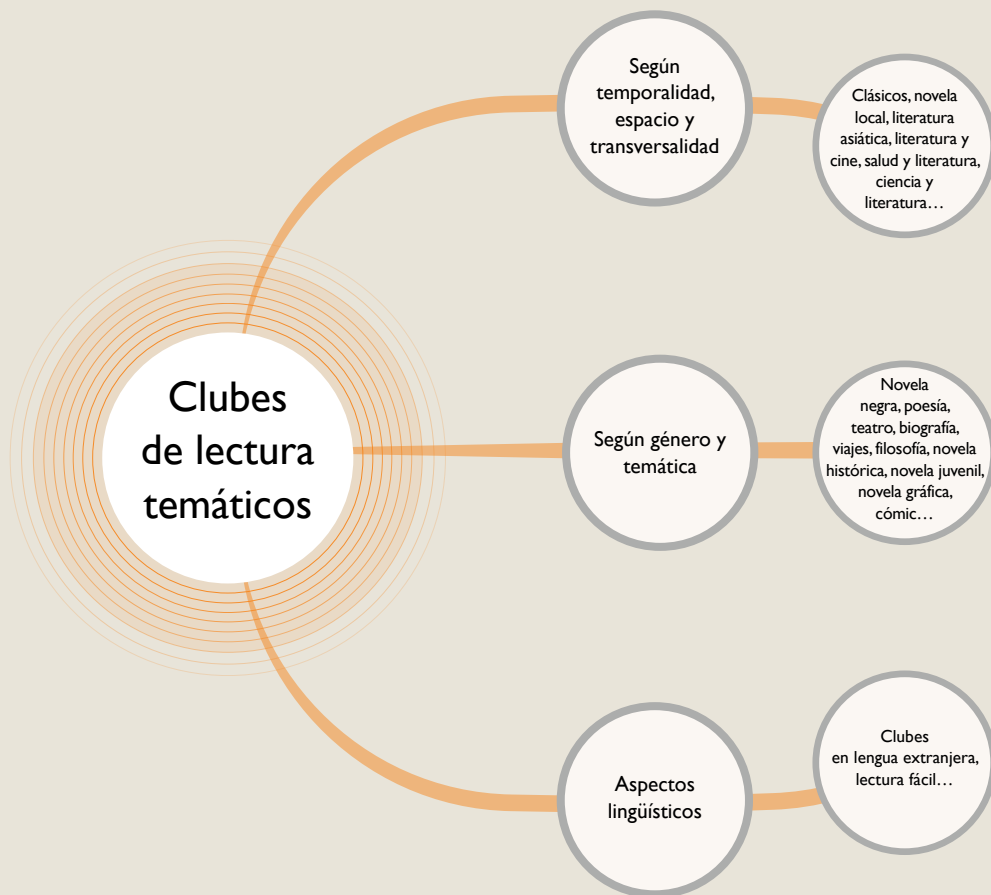 Clubes
de lectura
temáticos
Según
temporalidad,
espacio y
transversalidad
Clásicos, novela
local, literatura
asiática, literatura y
cine, salud y literatura,
ciencia y
literatura…
Según género y
temática
Novela
negra, poesía,
teatro, biografía,
viajes, filosofía, novela
histórica, novela juvenil,
novela gráfica,
cómic…
Aspectos
lingüísticos
Clubes
en lengua extranjera,
lectura fácil…